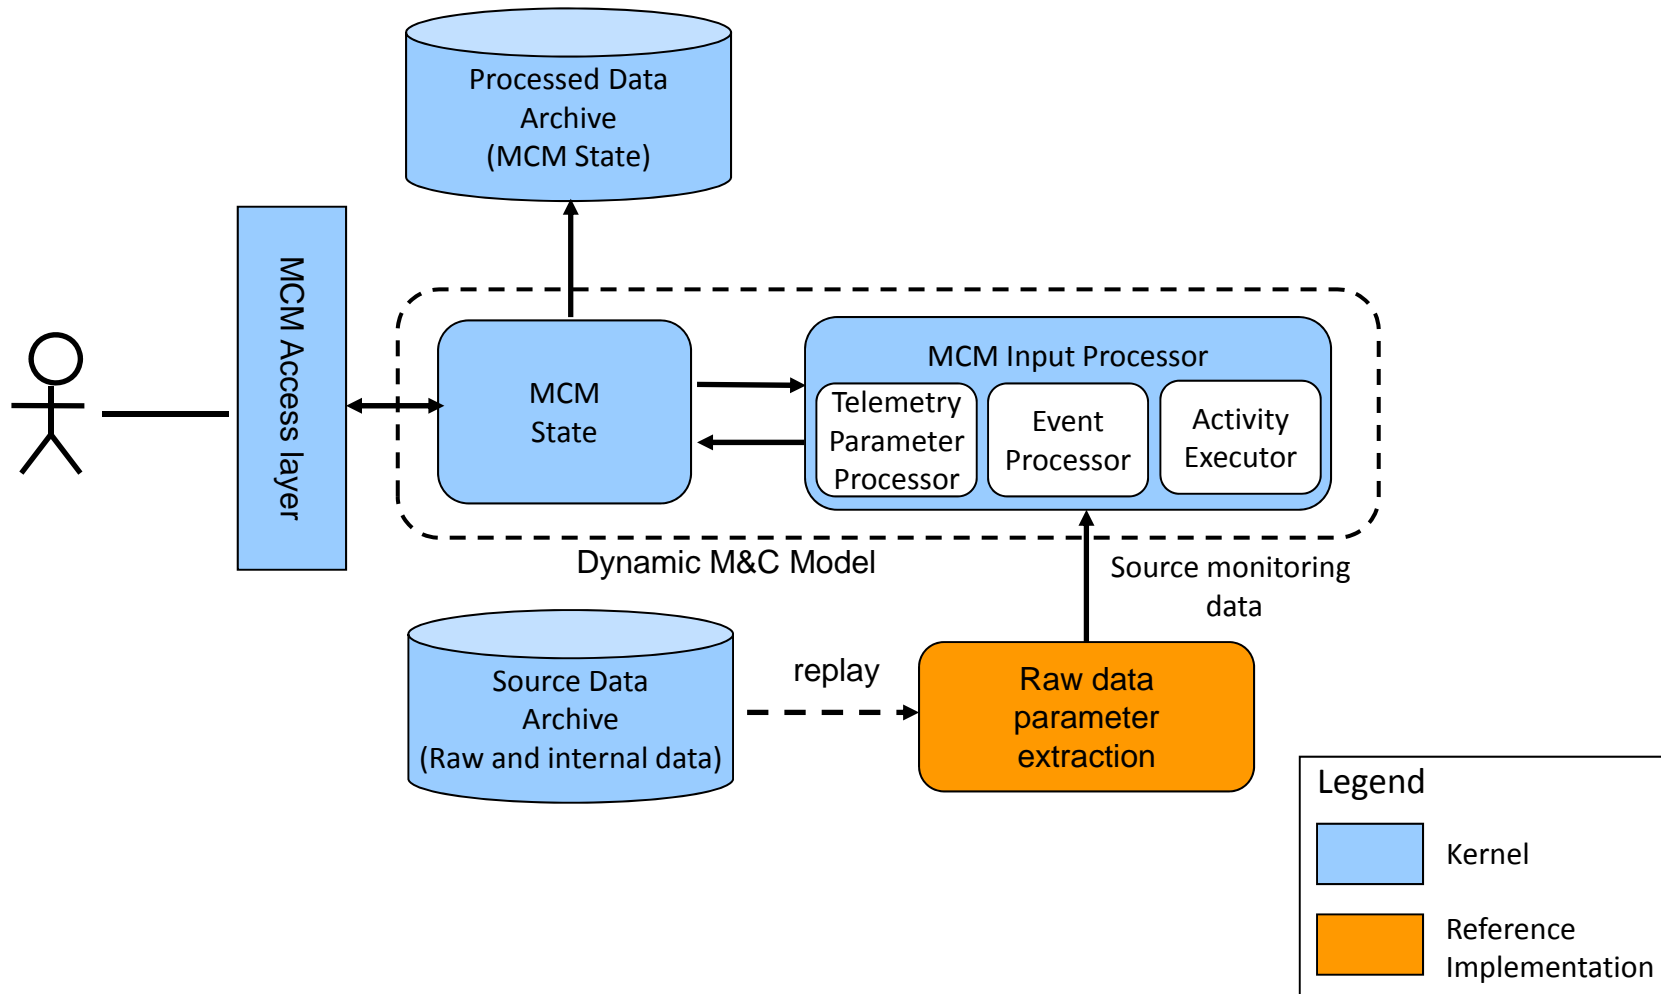 Processed Data
Archive
(MCM State)
MCM Access layer
MCM
State
MCM Input Processor
Telemetry
Parameter
Processor
Event
Processor
Activity
Executor
Dynamic M&C Model
Source monitoring
data
Source Data
Archive
(Raw and internal data)
replay
Raw data
parameter
extraction
Legend
Kernel
Reference
Implementation